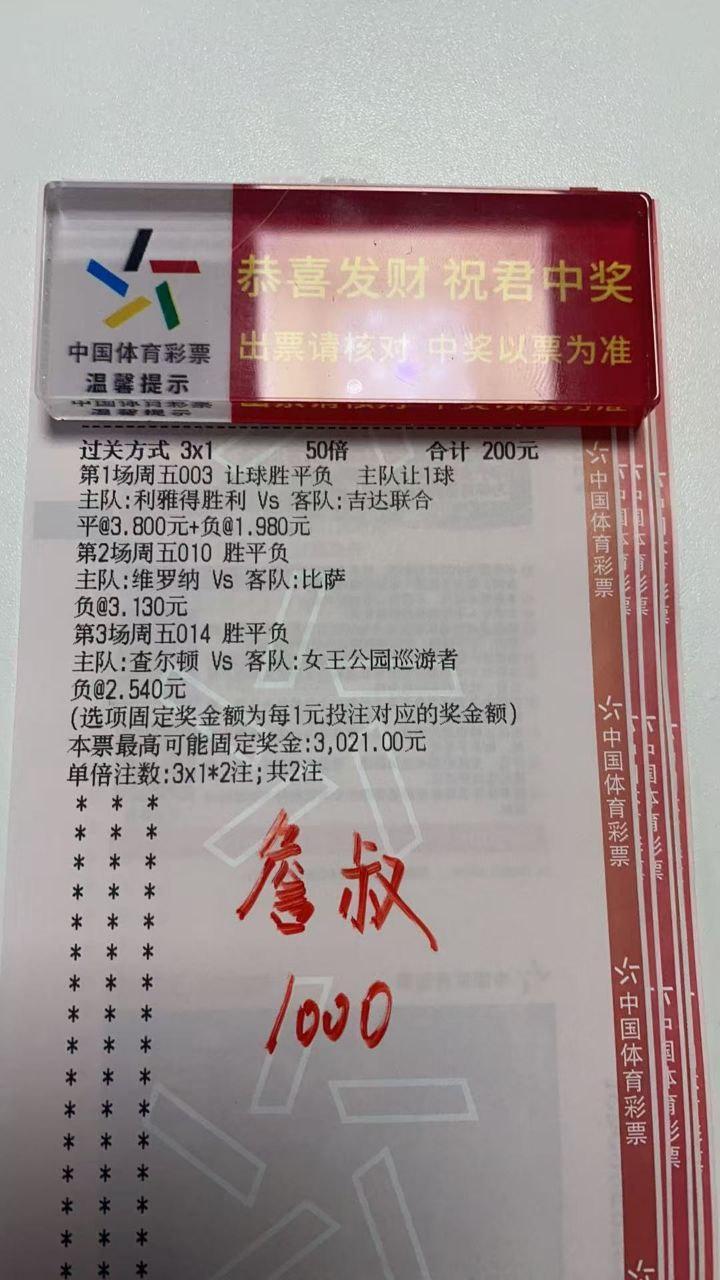 恭喜发财 祝君中奖
中国体育彩票
出票请核对 中奖以票为准
温馨提示
过关方式 3x1 50倍 合计 200元
第1场周五003 让球胜平负 主队让1球
主队:利雅得胜利 Vs 客队:吉达联合
平@3.800元+负@1.980元
第2场周五010 胜平负
主队:维罗纳 Vs 客队:比萨
负@3.130元
第3场周五014 胜平负
主队:查尔顿 Vs 客队:女王公园巡游者
负@2.540元
(选项固定奖金额为每1元投注对应的奖金额)
本票最高可能固定奖金:3,021.00元
单倍注数:3x1*2注;共2注
詹叔
1000
中国体育彩票
中国体育彩票
中国体育彩票